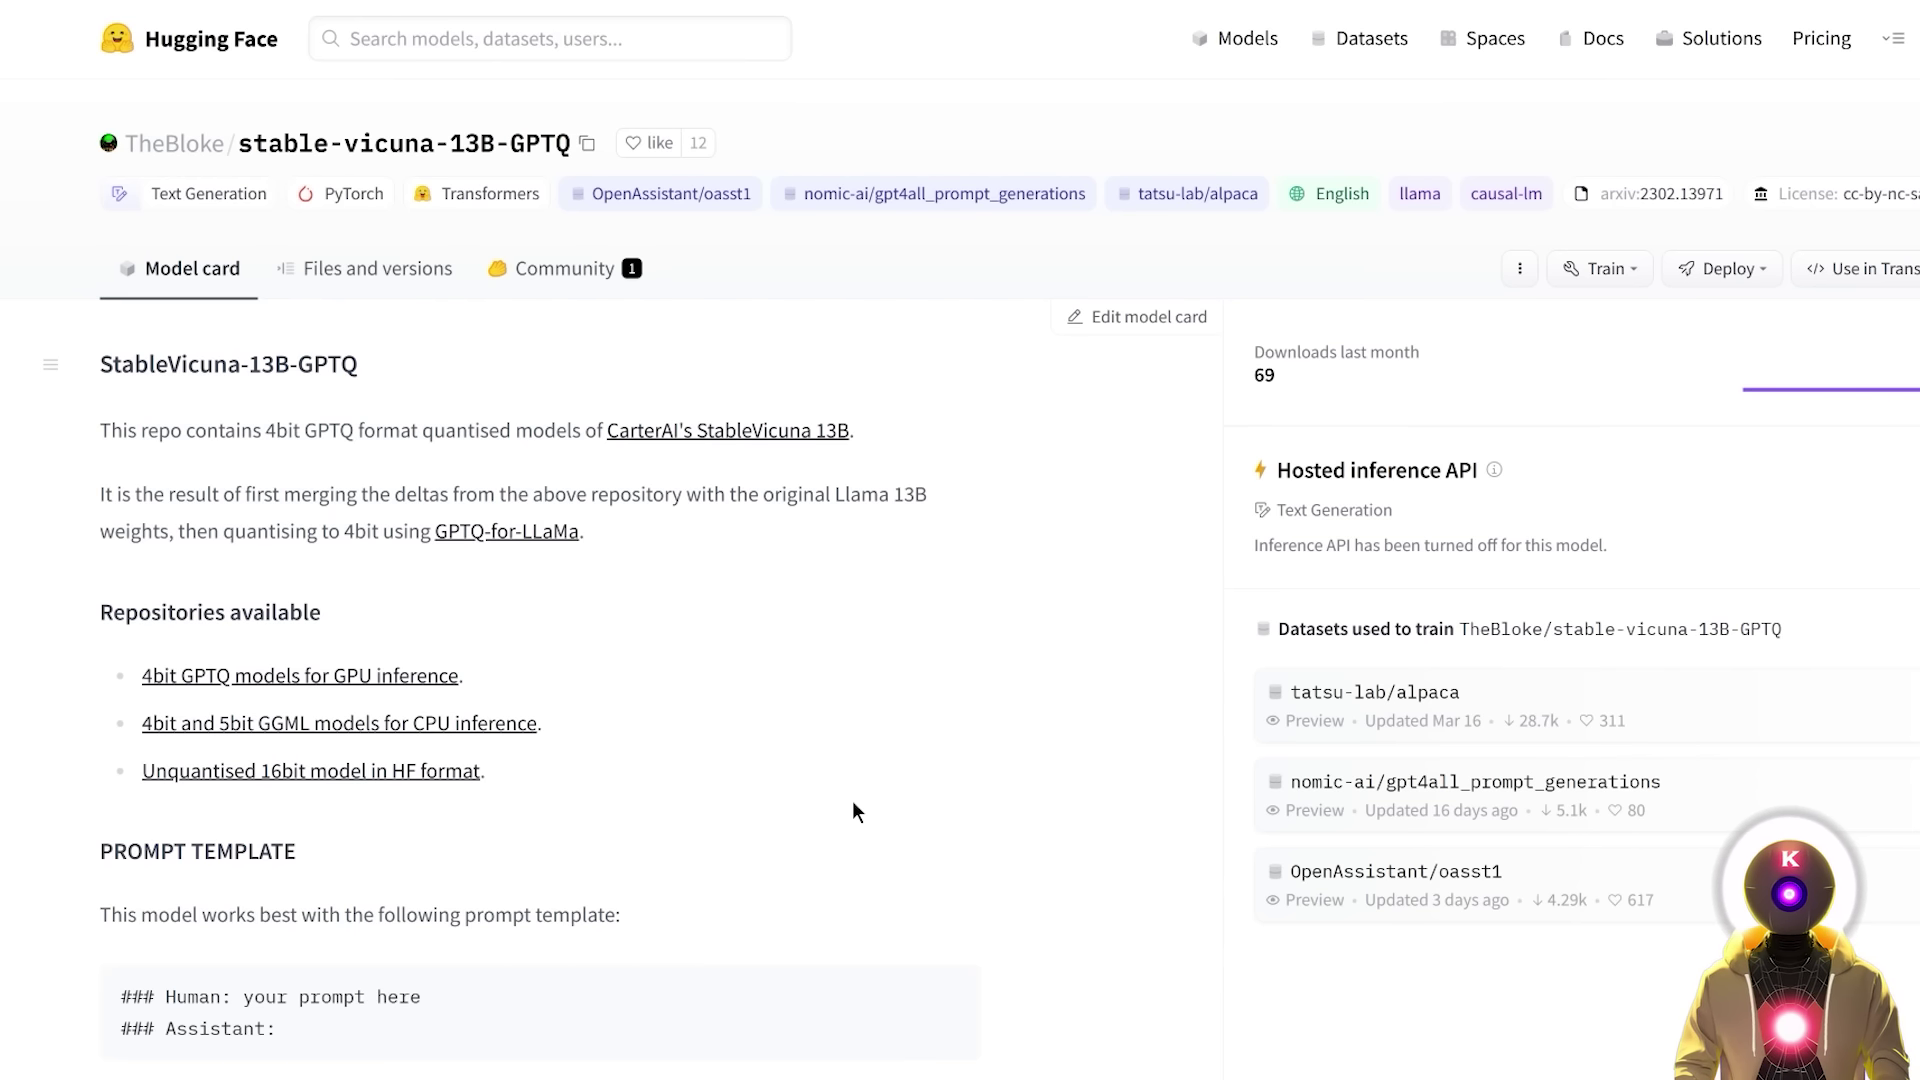 Hugging Face
Search models, datasets, users...
Models
Datasets
Spaces
Docs
Solutions
Pricing
TheBloke/stable-vicuna-13B-GPTQ
like 12
Text Generation
PyTorch
Transformers
OpenAssistant/oasst1
nomic-ai/gpt4all_prompt_generations
tatsu-lab/alpaca
English
llama
causal-lm
arxiv:2302.13971
License: cc-by-nc-sa
Model card
Files and versions
Community 1
Train
Deploy
</> Use in Trans
Edit model card
StableVicuna-13B-GPTQ
This repo contains 4bit GPTQ format quantised models of CarterAI's StableVicuna 13B.
It is the result of first merging the deltas from the above repository with the original Llama 13B
weights, then quantising to 4bit using GPTQ-for-LLaMa.
Repositories available
4bit GPTQ models for GPU inference.
4bit and 5bit GGML models for CPU inference.
Unquantised 16bit model in HF format.
PROMPT TEMPLATE
This model works best with the following prompt template:
### Human: your prompt here
### Assistant:
Downloads last month
69
Hosted inference API
Text Generation
Inference API has been turned off for this model.
Datasets used to train TheBloke/stable-vicuna-13B-GPTQ
tatsu-lab/alpaca
Preview • Updated Mar 16 • ↓ 28.7k • ♡ 311
nomic-ai/gpt4all_prompt_generations
Preview • Updated 16 days ago • ↓ 5.1k • ♡ 80
OpenAssistant/oasst1
Preview • Updated 3 days ago • ↓ 4.29k • ♡ 617
K